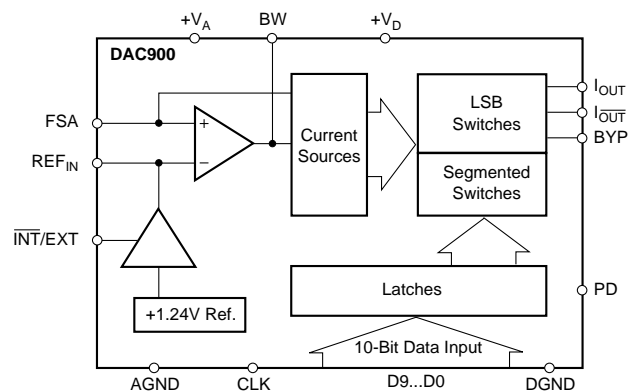 +VA BW +VD
DAC900
FSA
REFIN
INT/EXT
+
−
Current
Sources
LSB
Switches
Segmented
Switches
IOUT
IOUT
BYP
+1.24V Ref.
Latches
PD
10-Bit Data Input
AGND CLK D9...D0 DGND